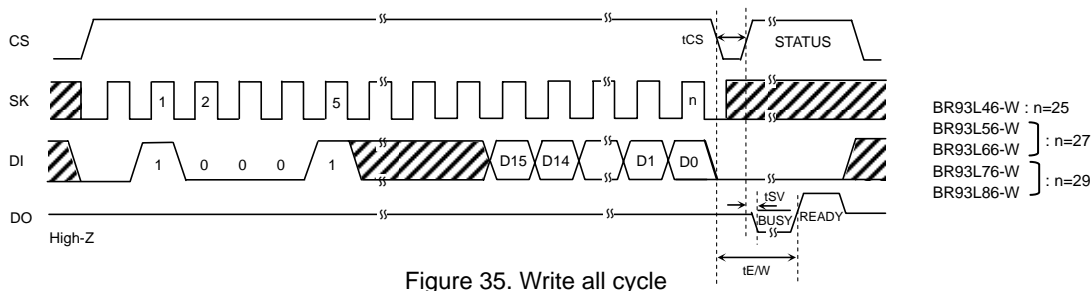 CS
tCS
STATUS
SK
1 2 5 n
BR93L46-W : n=25
BR93L56-W
BR93L66-W
: n=27
BR93L76-W
BR93L86-W
: n=29
DI
1 0 0 0 1 D15 D14 D1 D0
tSV
DO
BUSY
READY
High-Z
tE/W
Figure 35. Write all cycle